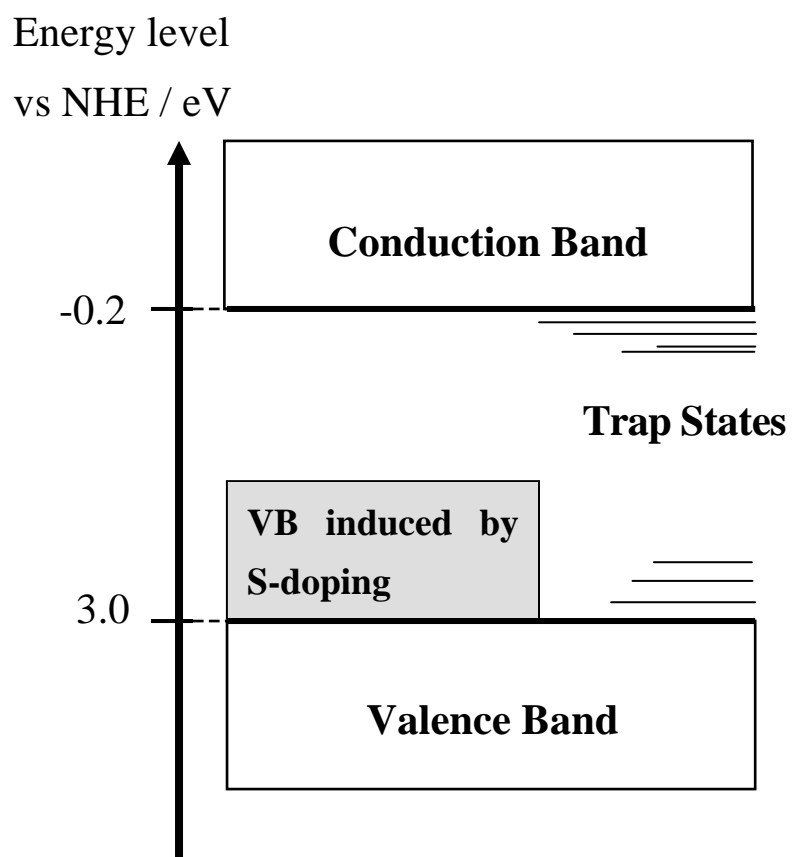 Energy level
vs NHE / eV
Conduction Band
-0.2
Trap States
VB induced by
S-doping
3.0
Valence Band